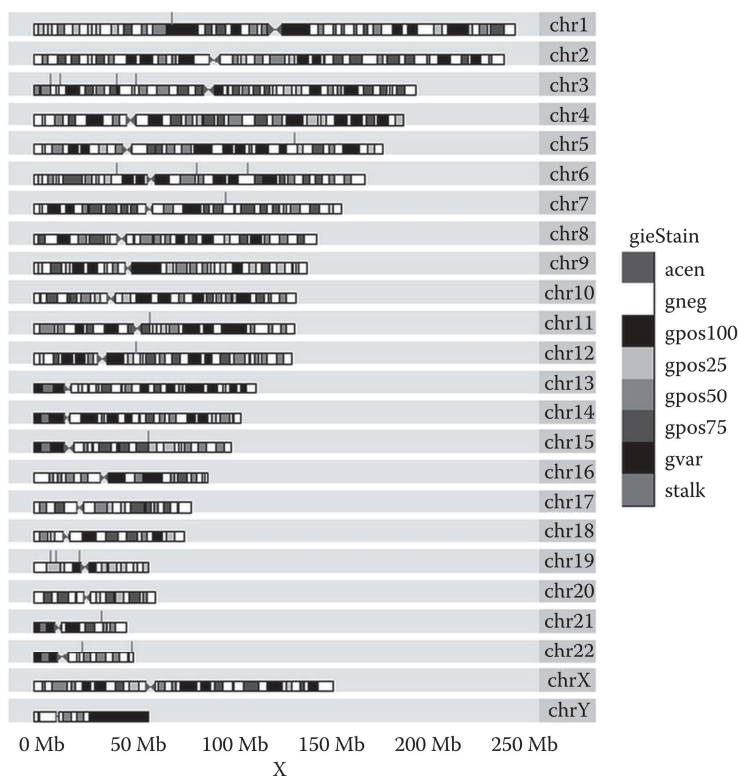 chr1
chr2
chr3
chr4
chr5
chr6
chr7
chr8
chr9
chr10
chr11
chr12
chr13
chr14
chr15
chr16
chr17
chr18
chr19
chr20
chr21
chr22
chrX
chrY
0 Mb 50 Mb 100 Mb 150 Mb 200 Mb 250 Mb
X
gieStain
acen
gneg
gpos100
gpos25
gpos50
gpos75
gvar
stalk